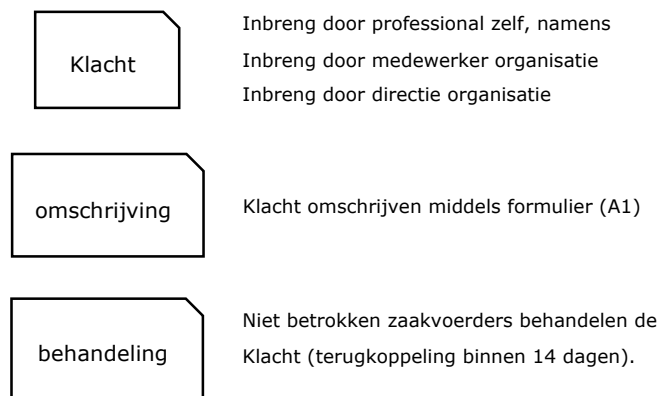 Klacht
Inbreng door professional zelf, namens
Inbreng door medewerker organisatie
Inbreng door directie organisatie
omschrijving
Klacht omschrijven middels formulier (A1)
behandeling
Niet betrokken zaakvoerders behandelen de
Klacht (terugkoppeling binnen 14 dagen).